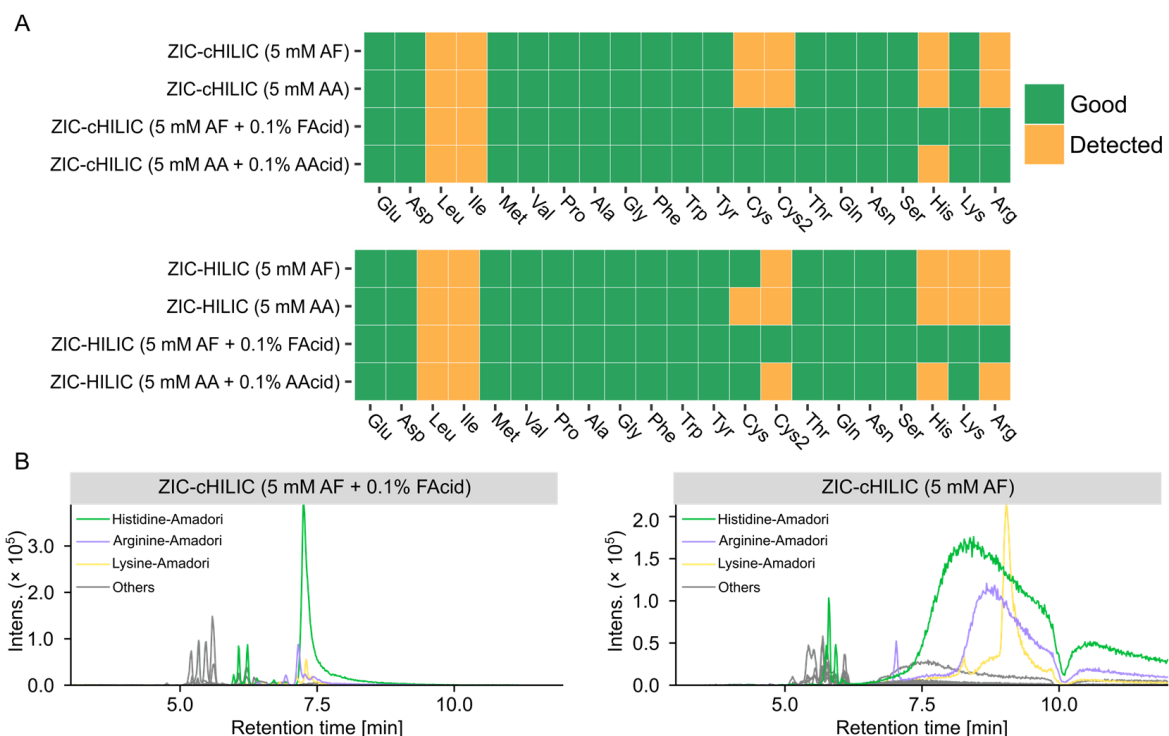 A
ZIC-cHILIC (5 mM AF)
ZIC-cHILIC (5 mM AA)
ZIC-cHILIC (5 mM AF + 0.1% FAcid)
ZIC-cHILIC (5 mM AA + 0.1% AAcid)
Good
Detected
Glu Asp Leu Ile Met Val Pro Ala Gly Phe Trp Tyr Cys Cys2 Thr Gln Asn Ser His Lys Arg
ZIC-HILIC (5 mM AF)
ZIC-HILIC (5 mM AA)
ZIC-HILIC (5 mM AF + 0.1% FAcid)
ZIC-HILIC (5 mM AA + 0.1% AAcid)
Glu Asp Leu Ile Met Val Pro Ala Gly Phe Trp Tyr Cys Cys2 Thr Gln Asn Ser His Lys Arg
B
ZIC-cHILIC (5 mM AF + 0.1% FAcid)
Histidine-Amadori
Arginine-Amadori
Lysine-Amadori
Others
Intens. (× 10⁵)
3.0
2.0
1.0
0.0
5.0 7.5 10.0
Retention time [min]
ZIC-cHILIC (5 mM AF)
Histidine-Amadori
Arginine-Amadori
Lysine-Amadori
Others
Intens. (× 10⁵)
2.0
1.5
1.0
0.5
0.0
5.0 7.5 10.0
Retention time [min]